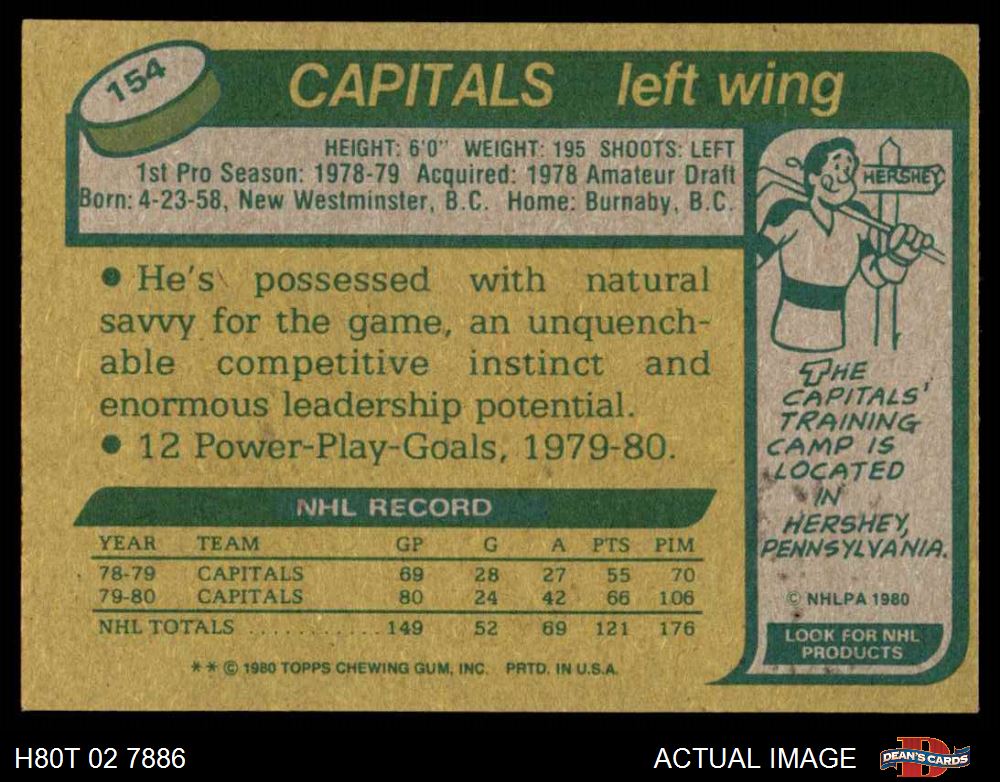 154
CAPITALS left wing
HEIGHT: 6'0" WEIGHT: 195 SHOOTS: LEFT
1st Pro Season: 1978-79 Acquired: 1978 Amateur Draft
Born: 4-23-58, New Westminster, B.C. Home: Burnaby, B.C.
HERSHEY
• He's possessed with natural
savvy for the game, an unquench-
able competitive instinct and
enormous leadership potential.
• 12 Power-Play-Goals, 1979-80.
THE
CAPITALS'
TRAINING
CAMP IS
LOCATED
IN
HERSHEY,
PENNSYLVANIA.
NHL RECORD
YEAR TEAM GP G A PTS PIM
78-79 CAPITALS 69 28 27 55 70
79-80 CAPITALS 80 24 42 66 106
NHL TOTALS ........... 149 52 69 121 176
© NHLPA 1980
LOOK FOR NHL
PRODUCTS
** © 1980 TOPPS CHEWING GUM, INC. PRTD. IN U.S.A.
H80T 02 7886
ACTUAL IMAGE
D
DEAN'S CARDS